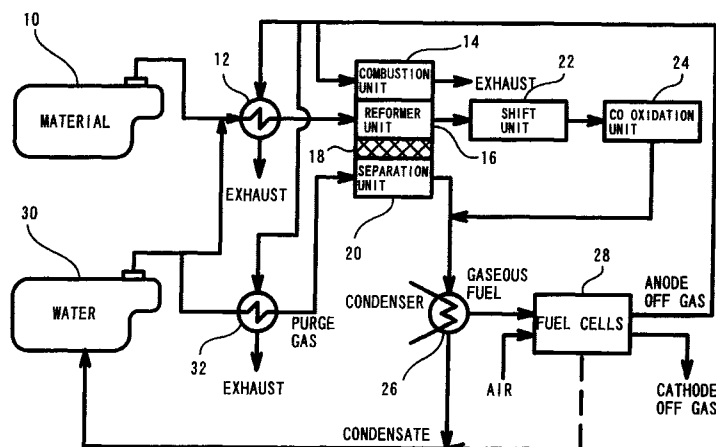 10
12
14
22
24
COMBUSTION
UNIT
EXHAUST
MATERIAL
REFORMER
UNIT
SHIFT
UNIT
CO OXIDATION
UNIT
18
16
SEPARATION
UNIT
EXHAUST
20
30
WATER
CONDENSER
GASEOUS
FUEL
28
ANODE
OFF GAS
PURGE
GAS
FUEL CELLS
32
26
EXHAUST
AIR
CATHODE
OFF GAS
CONDENSATE